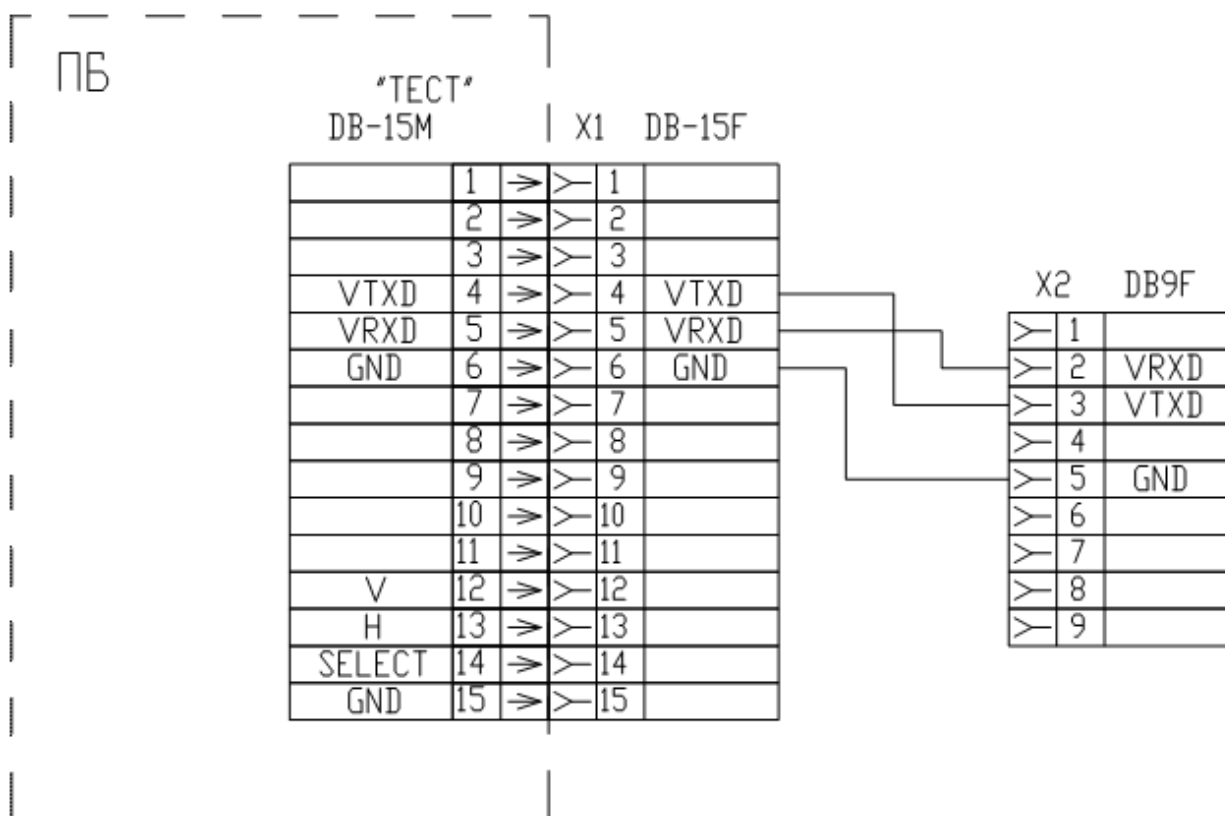 ПБ
"ТЕСТ"
DB-15M X1 DB-15F
1 1
2 2
3 3
X2 DB9F
VTXD 4 4 VTXD
VRXD 5 5 VRXD 1
GND 6 6 GND 2 VRXD
7 7 3 VTXD
8 8 4
9 9 5 GND
10 10 6
11 11 7
V 12 12 8
H 13 13 9
SELECT 14 14
GND 15 15